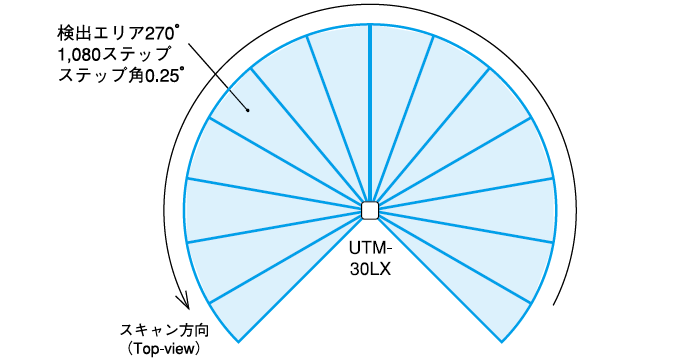 検出エリア270°
1,080ステップ
ステップ角0.25°
UTM-
30LX
スキャン方向
（Top-view）